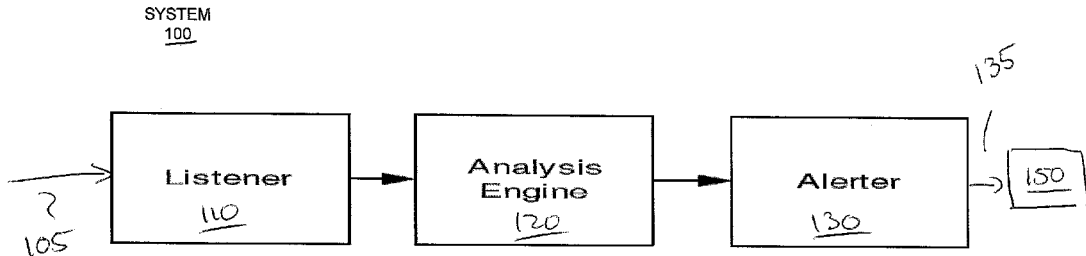 SYSTEM
100
135
Listener
110
Analysis
Engine
120
Alerter
130
150
105